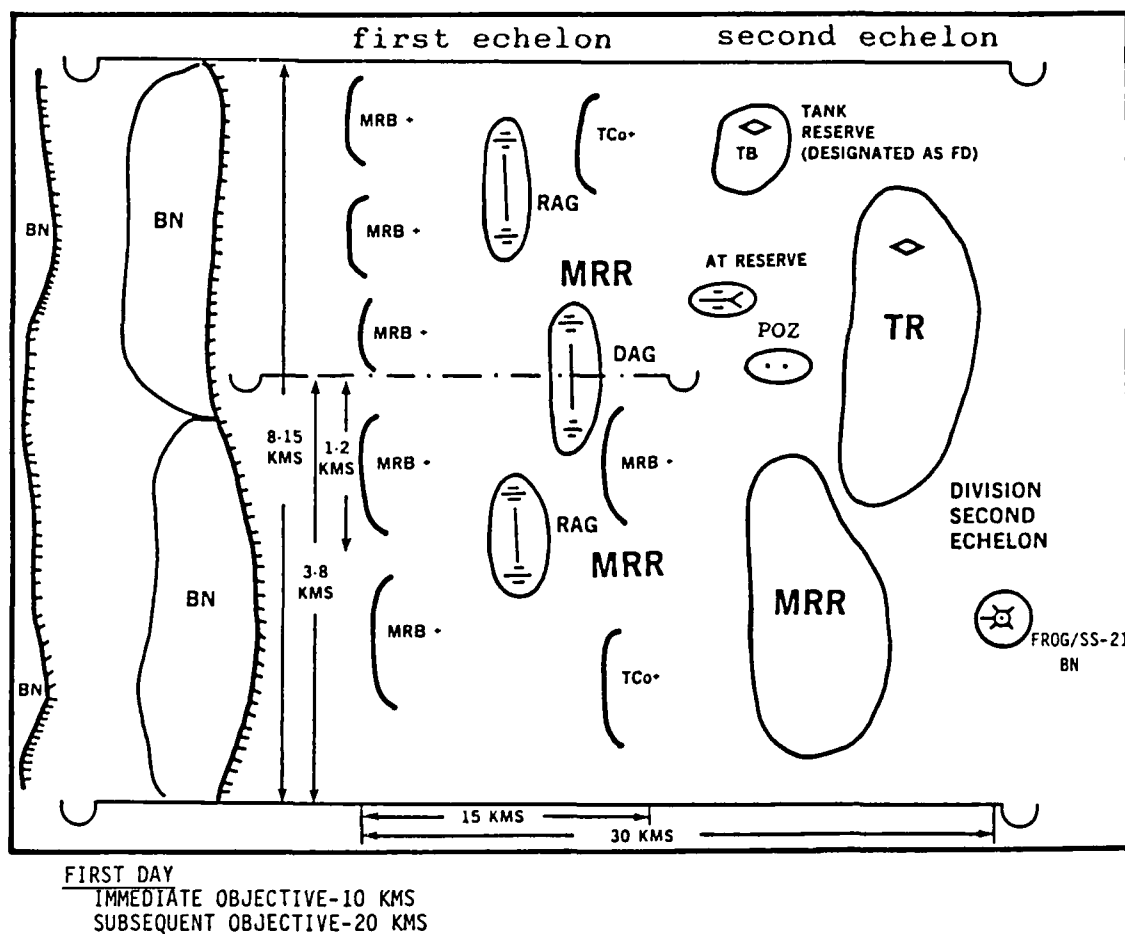 first echelon
second echelon
MRB +
TCo+
TB
TANK
RESERVE
(DESIGNATED AS FD)
BN
BN
MRB +
RAG
MRR
AT RESERVE
TR
POZ
MRB +
DAG
8-15
KMS
1-2
KMS
MRB +
MRB +
DIVISION
SECOND
ECHELON
RAG
3-8
KMS
BN
MRR
MRR
MRB +
FROG/SS-21
BN
BN
TCo+
15 KMS
30 KMS
FIRST DAY
IMMEDIATE OBJECTIVE-10 KMS
SUBSEQUENT OBJECTIVE-20 KMS